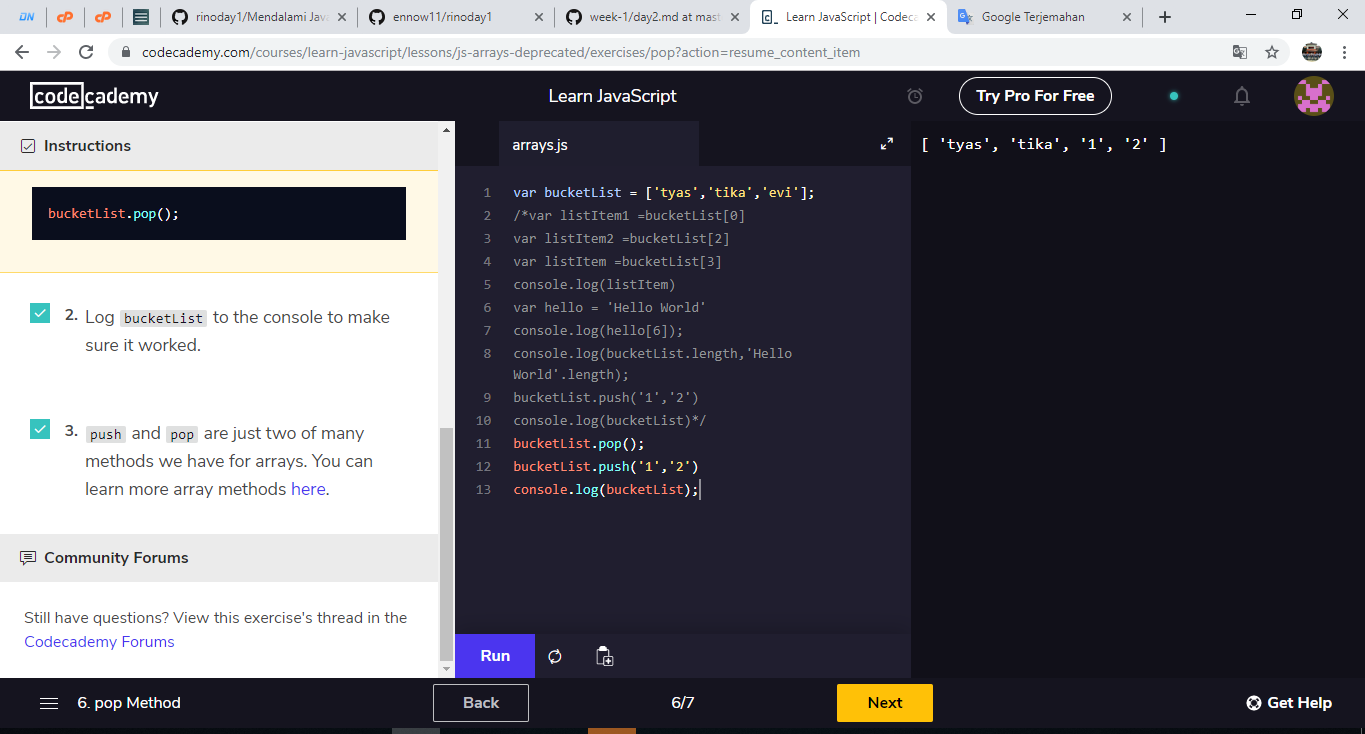 DN
rinoday1/Mendalami Java
ennow11/rinoday1
week-1/day2.md at mast
Learn JavaScript | Codeca
Google Terjemahan
codecademy.com/courses/learn-javascript/lessons/js-arrays-deprecated/exercises/pop?action=resume_content_item
codecademy
Learn JavaScript
Try Pro For Free
Instructions
bucketList.pop();
2. Log bucketList to the console to make
sure it worked.
3. push and pop are just two of many
methods we have for arrays. You can
learn more array methods here.
Community Forums
Still have questions? View this exercise's thread in the
Codecademy Forums
arrays.js
1 var bucketList = ['tyas','tika','evi'];
2 /*var listItem1 =bucketList[0]
3 var listItem2 =bucketList[2]
4 var listItem =bucketList[3]
5 console.log(listItem)
6 var hello = 'Hello World'
7 console.log(hello[6]);
8 console.log(bucketList.length,'Hello
World'.length);
9 bucketList.push('1','2')
10 console.log(bucketList)*/
11 bucketList.pop();
12 bucketList.push('1','2')
13 console.log(bucketList);
[ 'tyas', 'tika', '1', '2' ]
Run
6. pop Method
Back
6/7
Next
Get Help